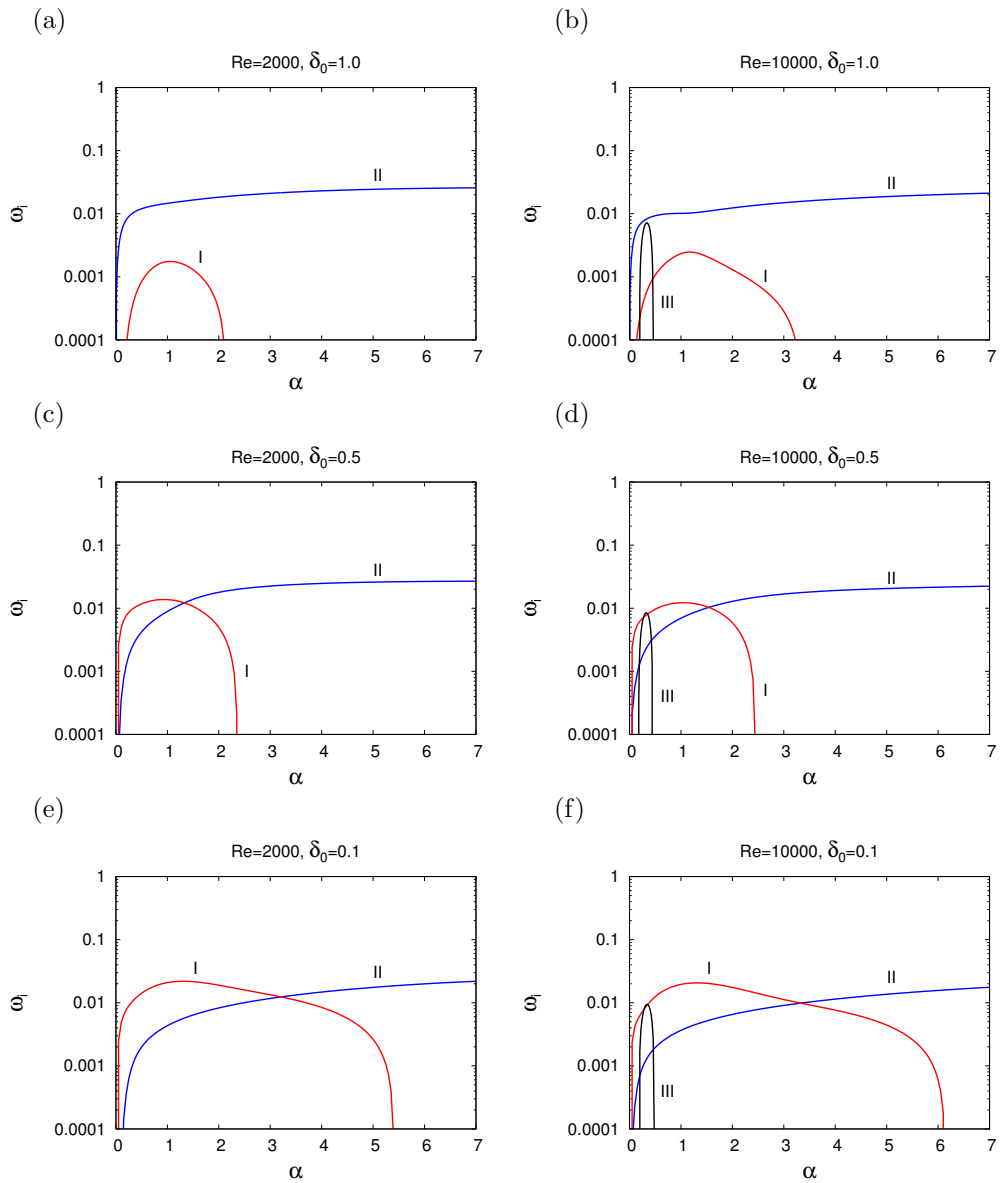 (a)
Re=2000, δ₀=1.0
1
0.1
0.01
0.001
0.0001
ωᵢ
II
I
0 1 2 3 4 5 6 7
α
(b)
Re=10000, δ₀=1.0
1
0.1
0.01
0.001
0.0001
ωᵢ
II
I
III
0 1 2 3 4 5 6 7
α
(c)
Re=2000, δ₀=0.5
1
0.1
0.01
0.001
0.0001
ωᵢ
II
I
0 1 2 3 4 5 6 7
α
(d)
Re=10000, δ₀=0.5
1
0.1
0.01
0.001
0.0001
ωᵢ
II
I
III
0 1 2 3 4 5 6 7
α
(e)
Re=2000, δ₀=0.1
1
0.1
0.01
0.001
0.0001
ωᵢ
I
II
0 1 2 3 4 5 6 7
α
(f)
Re=10000, δ₀=0.1
1
0.1
0.01
0.001
0.0001
ωᵢ
I
II
III
0 1 2 3 4 5 6 7
α